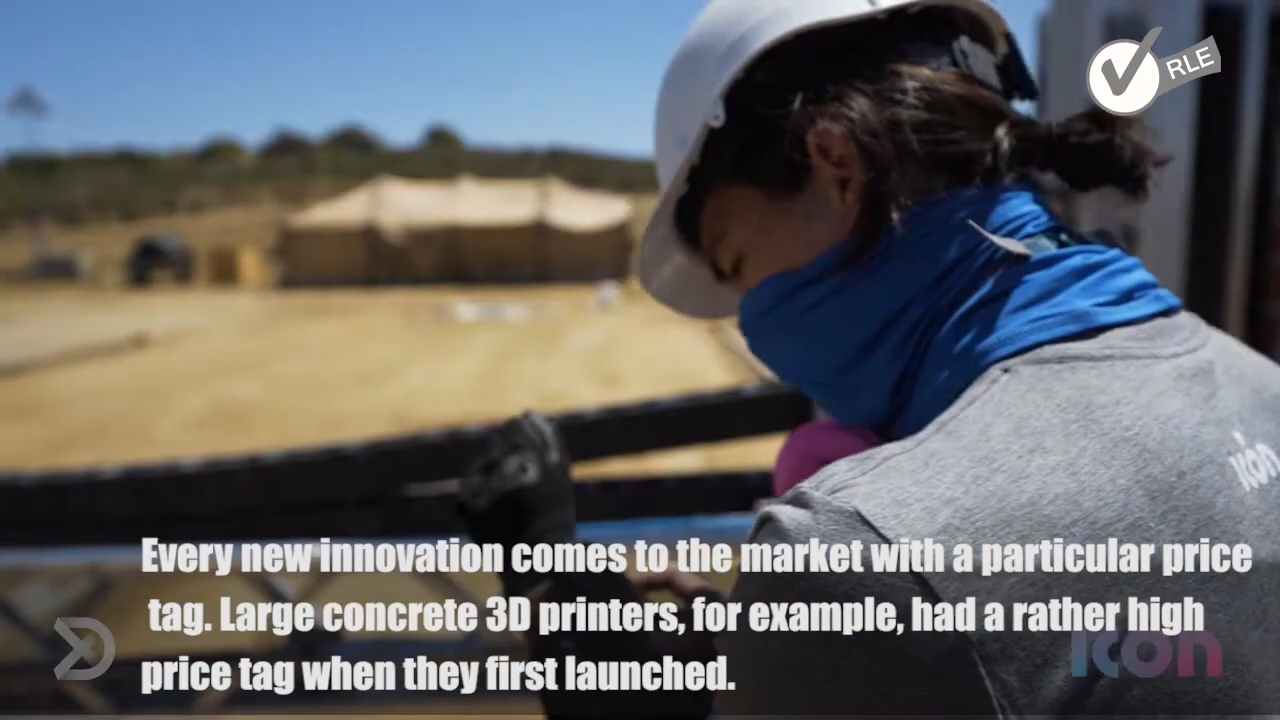 RLE
icon
Every new innovation comes to the market with a particular price
tag. Large concrete 3D printers, for example, had a rather high
price tag when they first launched.
icon